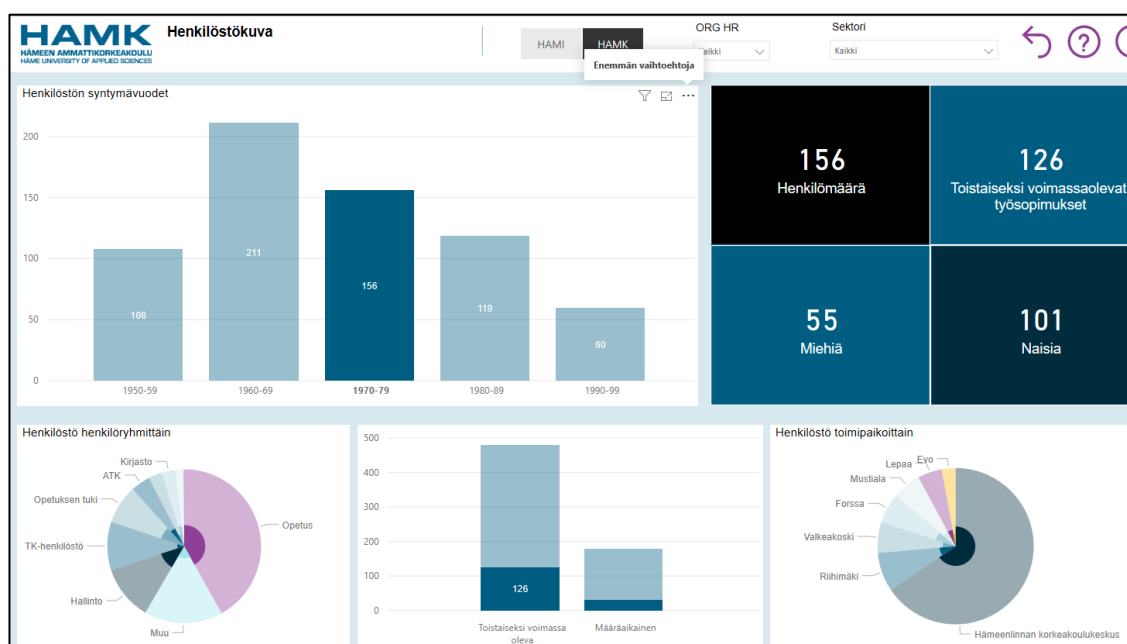 HAMK
HÄMEEN AMMATTIKORKEAKOULU
HÄME UNIVERSITY OF APPLIED SCIENCES
Henkilöstökuva
HAMI
HAMK
ORG HR
Kaikki
Sektori
Kaikki
?
Enemmän vaihtoehtoja
Henkilöstön syntymävuodet
200
150
100
50
0
108
211
156
119
60
1950-59
1960-69
1970-79
1980-89
1990-99
156
Henkilömäärä
126
Toistaiseksi voimassaolevat
työsopimukset
55
Miehiä
101
Naisia
Henkilöstö henkilöryhmittäin
Kirjasto
ATK
Opetuksen tuki
TK-henkilöstö
Hallinto
Muu
Opetus
500
400
300
200
100
0
126
Toistaiseksi voimassa
oleva
Määräaikainen
Henkilöstö toimipaikoittain
Evo
Lepaa
Mustiala
Forssa
Valkeakoski
Riihimäki
Hämeenlinnan korkeakoulukeskus